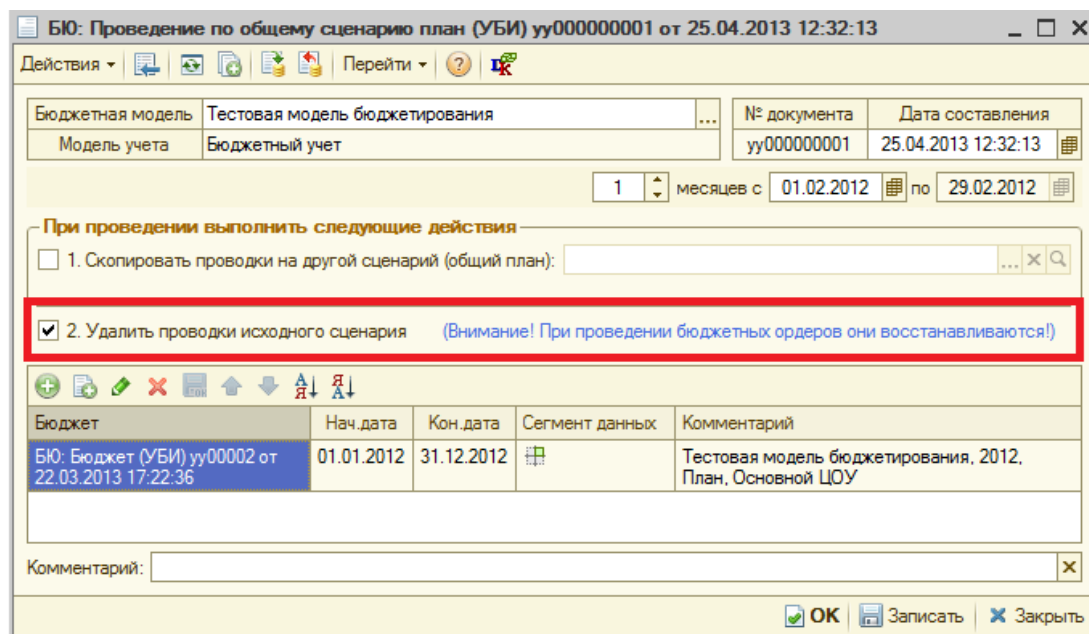 БЮ: Проведение по общему сценарию план (УБИ) уу000000001 от 25.04.2013 12:32:13
Действия Перейти
Бюджетная модель Тестовая модель бюджетирования ... № документа Дата составления
Модель учета Бюджетный учет уу000000001 25.04.2013 12:32:13
1 месяцев с 01.02.2012 по 29.02.2012
При проведении выполнить следующие действия
1. Скопировать проводки на другой сценарий (общий план): ...
2. Удалить проводки исходного сценария (Внимание! При проведении бюджетных ордеров они восстанавливаются!)
Бюджет Нач.дата Кон.дата Сегмент данных Комментарий
БЮ: Бюджет (УБИ) уу00002 от 01.01.2012 31.12.2012 Тестовая модель бюджетирования, 2012,
22.03.2013 17:22:36 План, Основной ЦОУ
Комментарий:
OK Записать Закрыть